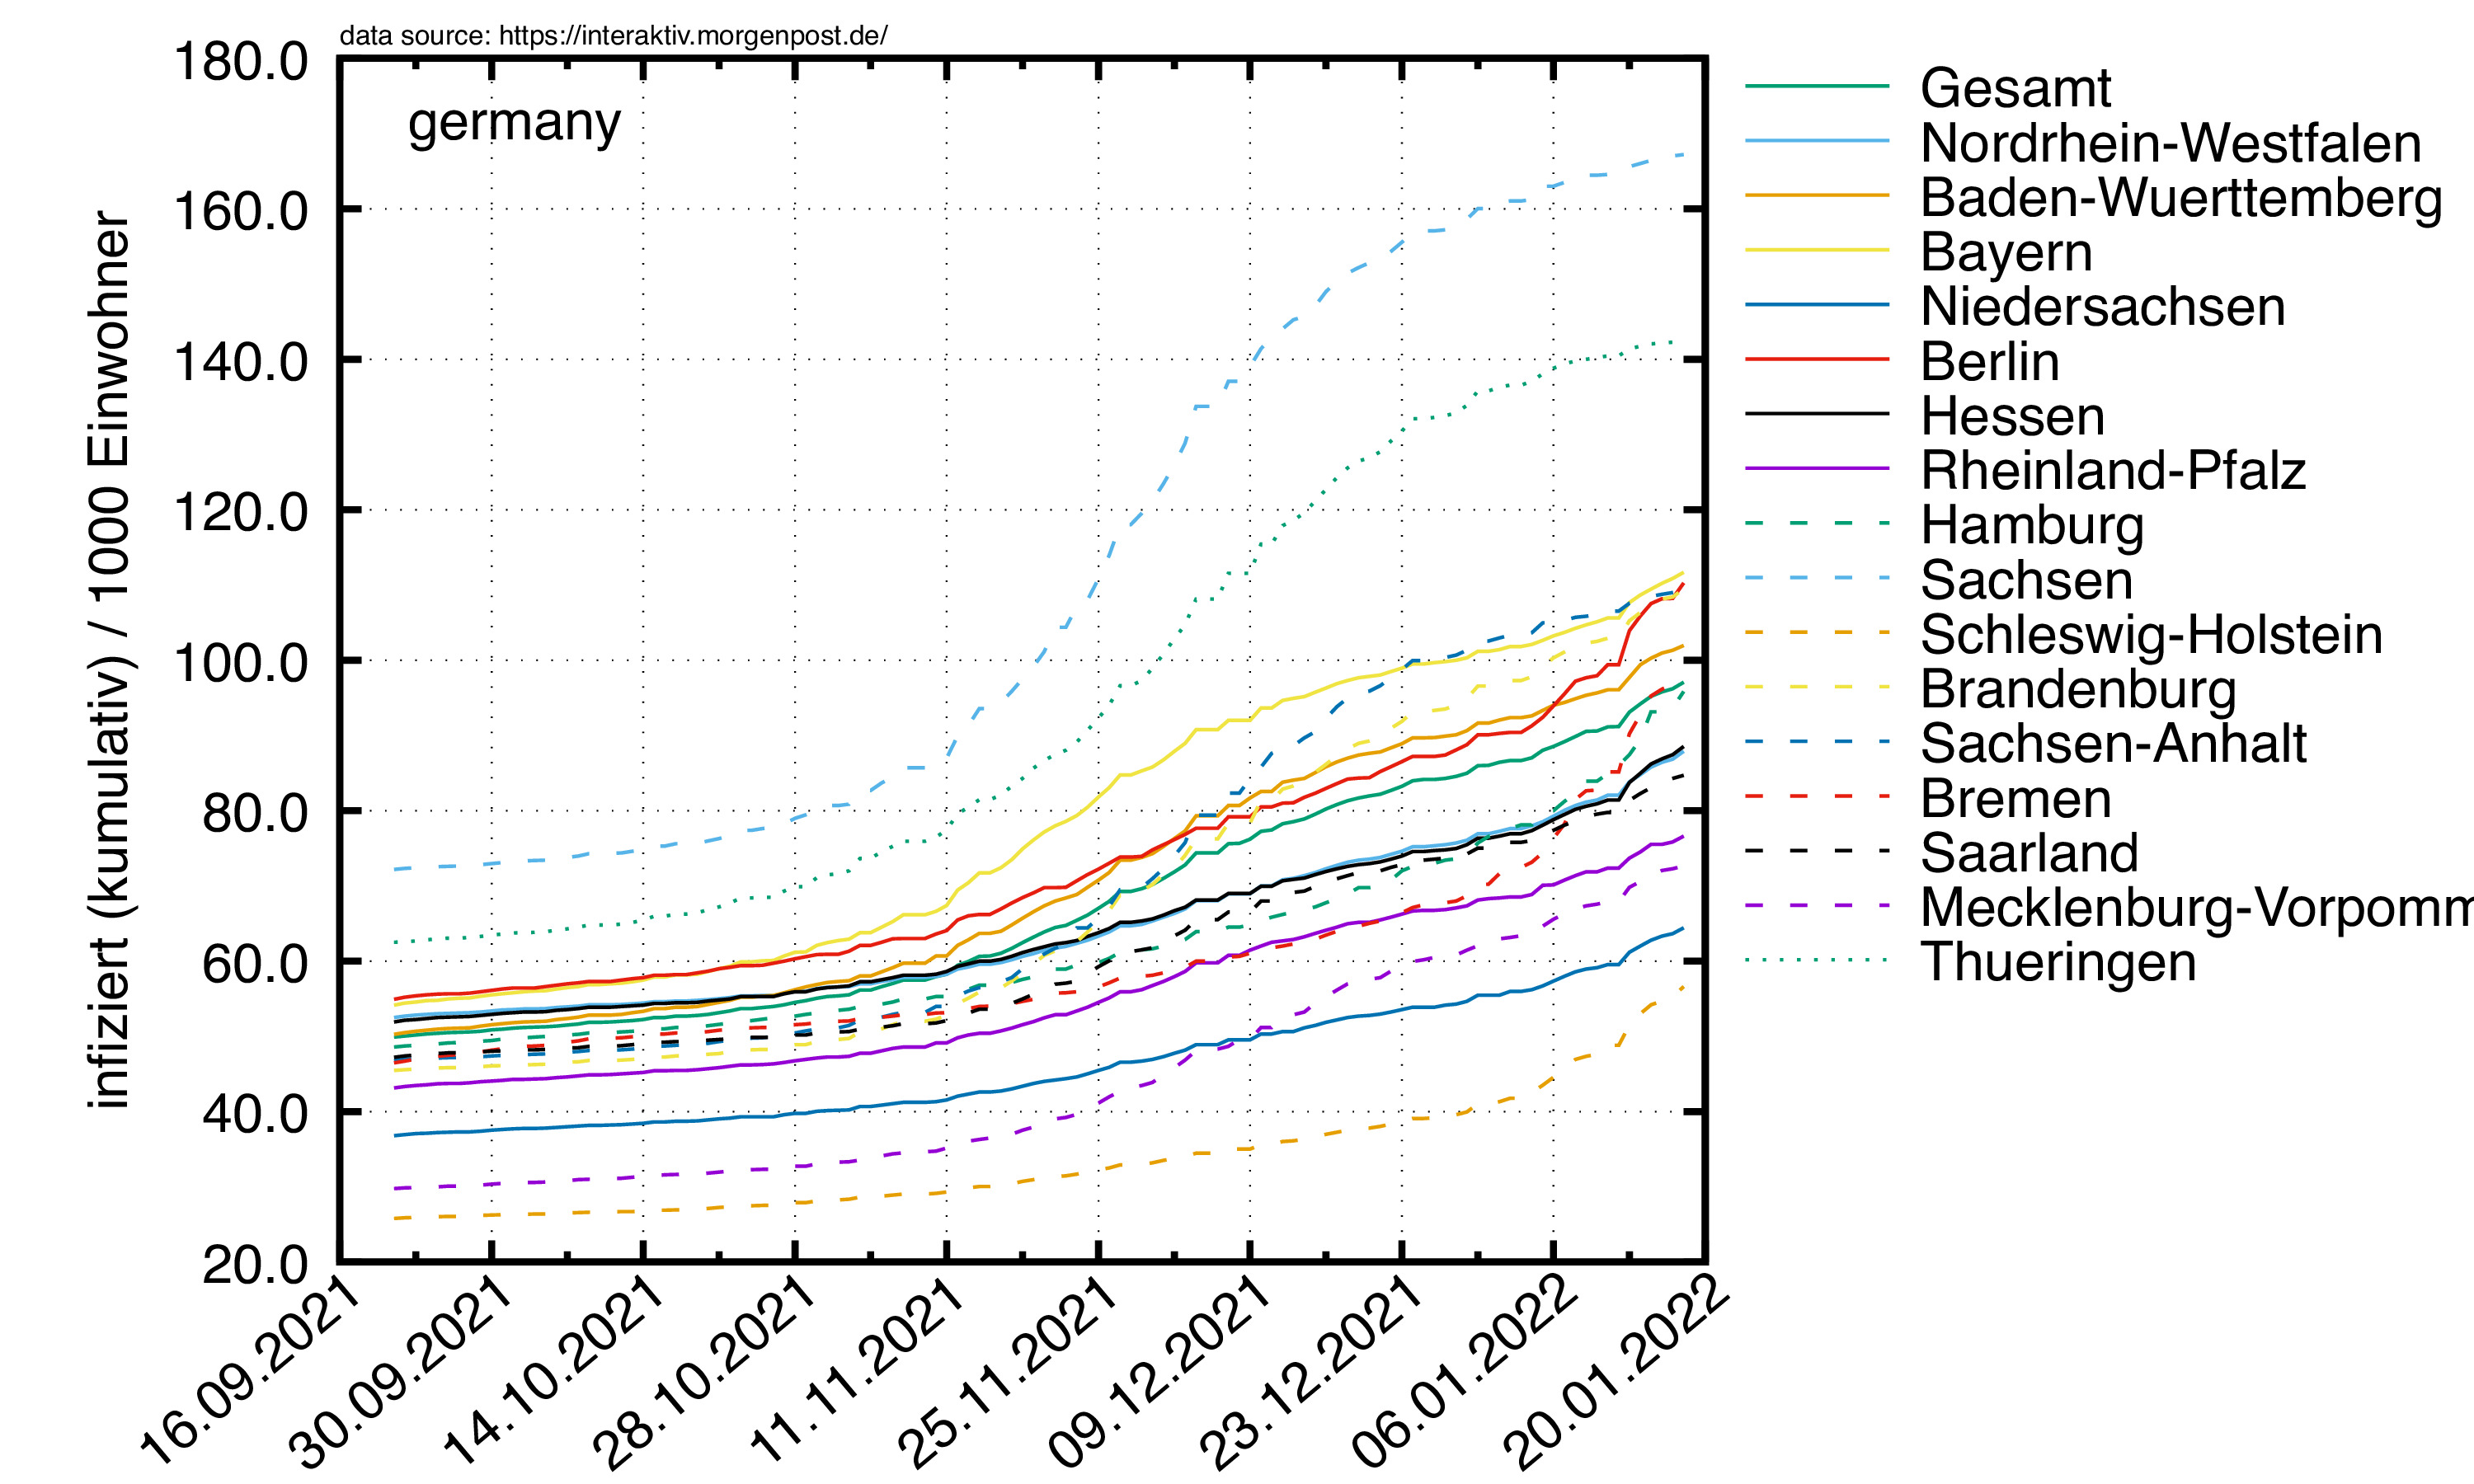 data source: https://interaktiv.morgenpost.de/
180.0
160.0
140.0
120.0
100.0
80.0
60.0
40.0
20.0
infiziert (kumulativ) / 1000 Einwohner
germany
16.09.2021
30.09.2021
14.10.2021
28.10.2021
11.11.2021
25.11.2021
09.12.2021
23.12.2021
06.01.2022
20.01.2022
Gesamt
Nordrhein-Westfalen
Baden-Wuerttemberg
Bayern
Niedersachsen
Berlin
Hessen
Rheinland-Pfalz
Hamburg
Sachsen
Schleswig-Holstein
Brandenburg
Sachsen-Anhalt
Bremen
Saarland
Mecklenburg-Vorpomm
Thueringen